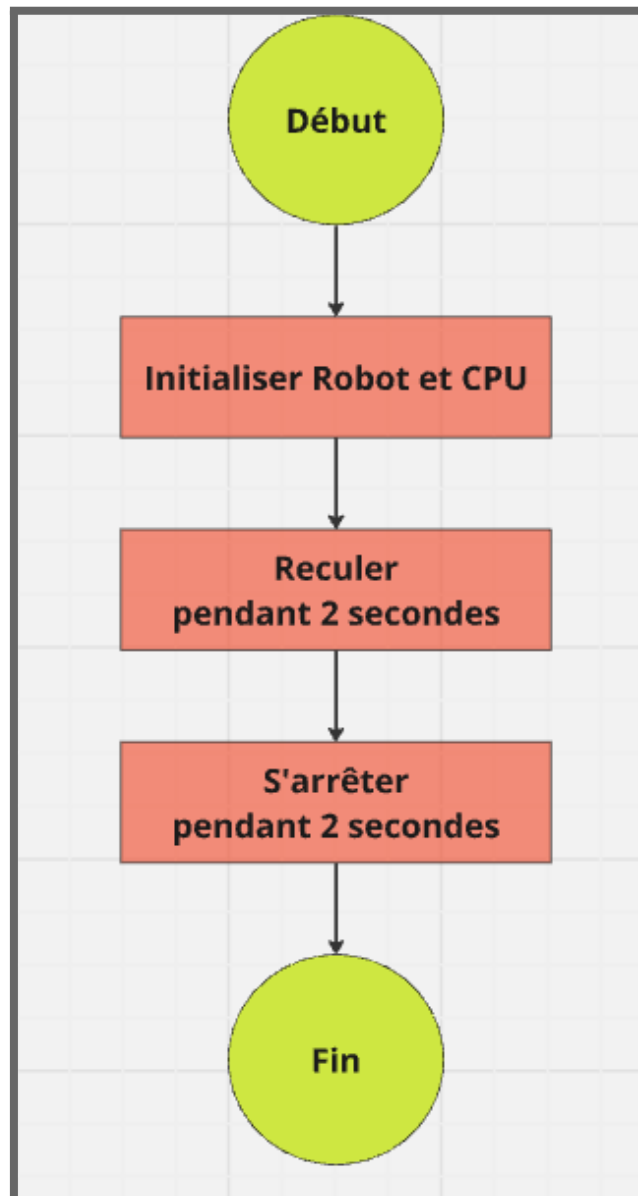 Début
Initialiser Robot et CPU
Reculer
pendant 2 secondes
S'arrêter
pendant 2 secondes
Fin